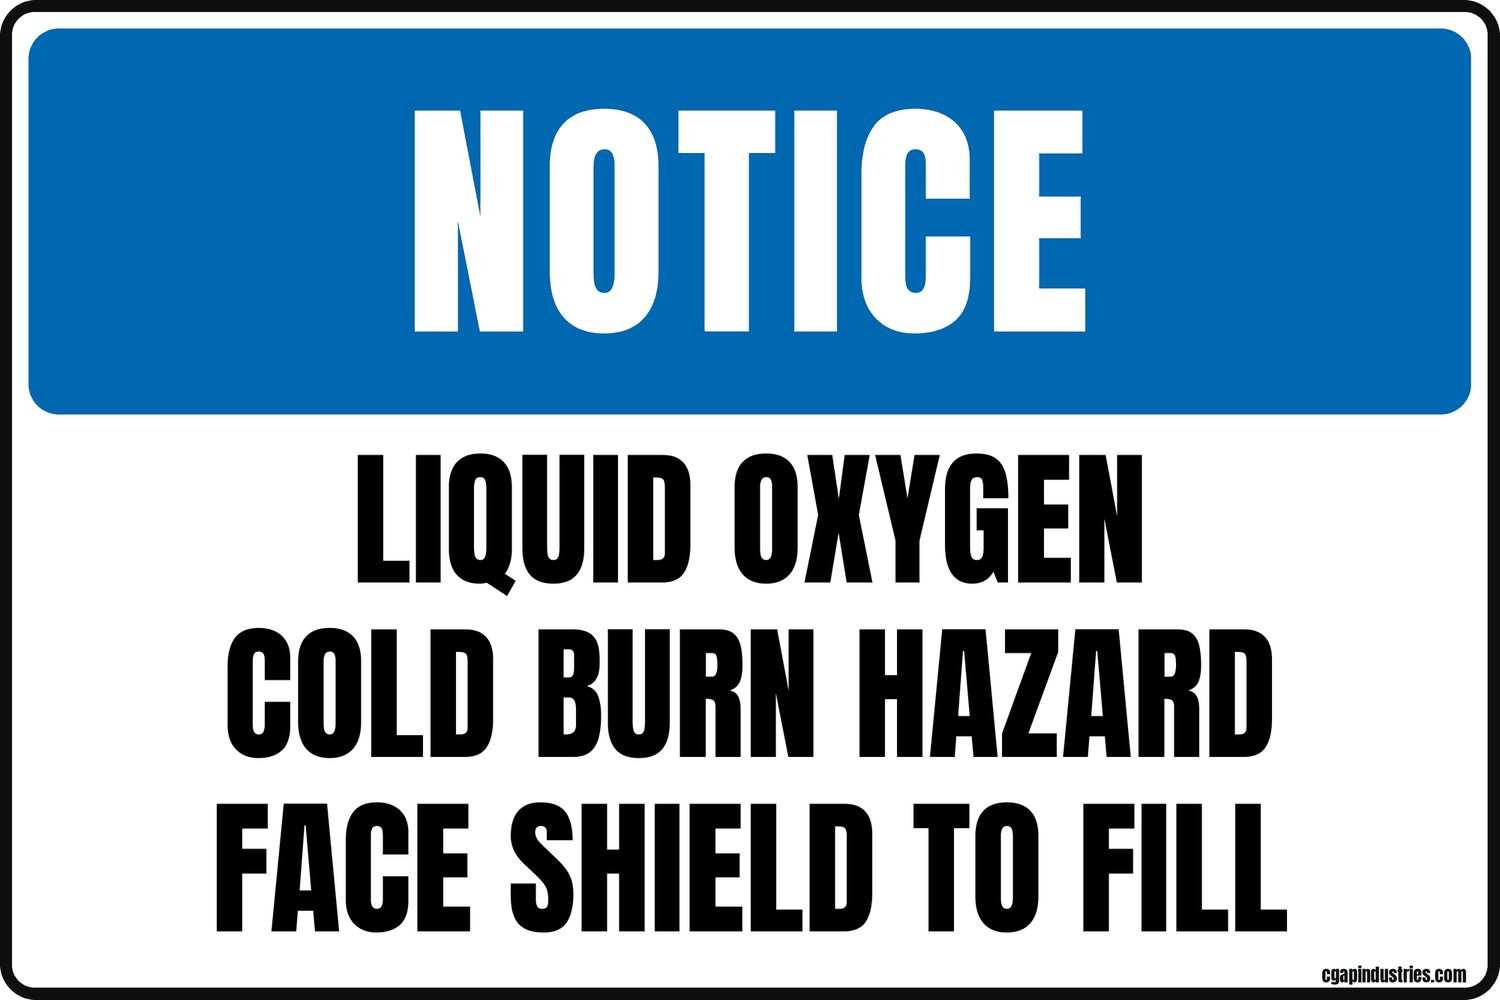 NOTICE
LIQUID OXYGEN
COLD BURN HAZARD
FACE SHIELD TO FILL
cgapindustries.com